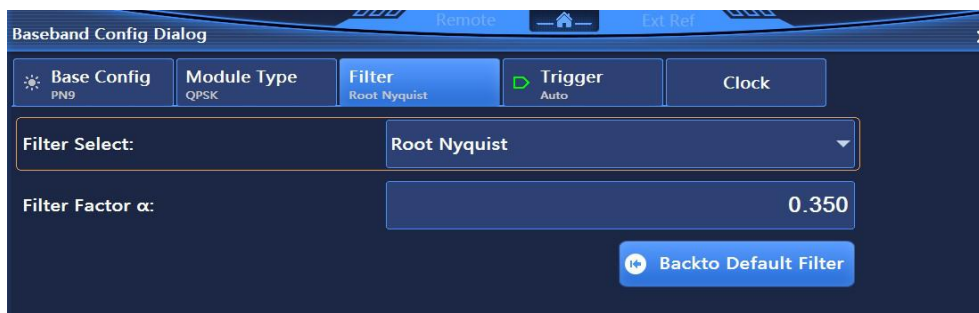 Remote
Ext Ref
Baseband Config Dialog
Base Config
PN9
Module Type
QPSK
Filter
Root Nyquist
Trigger
Auto
Clock
Filter Select:
Root Nyquist
Filter Factor α:
0.350
Backto Default Filter